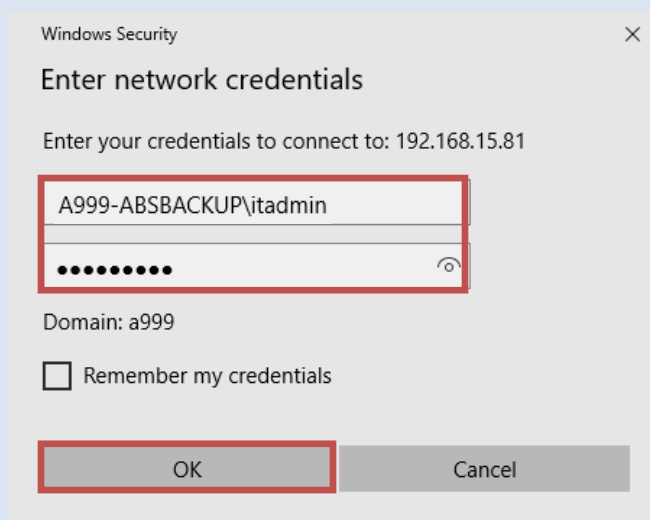 Windows Security
Enter network credentials
Enter your credentials to connect to: 192.168.15.81
A999-ABSBACKUP\itadmin
●●●●●●●●●
Domain: a999
Remember my credentials
OK
Cancel